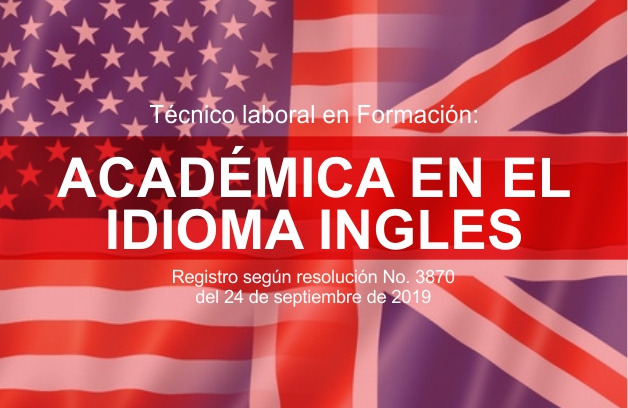 Técnico laboral en Formación:
ACADÉMICA EN EL
IDIOMA INGLES
Registro según resolución No. 3870
del 24 de septiembre de 2019